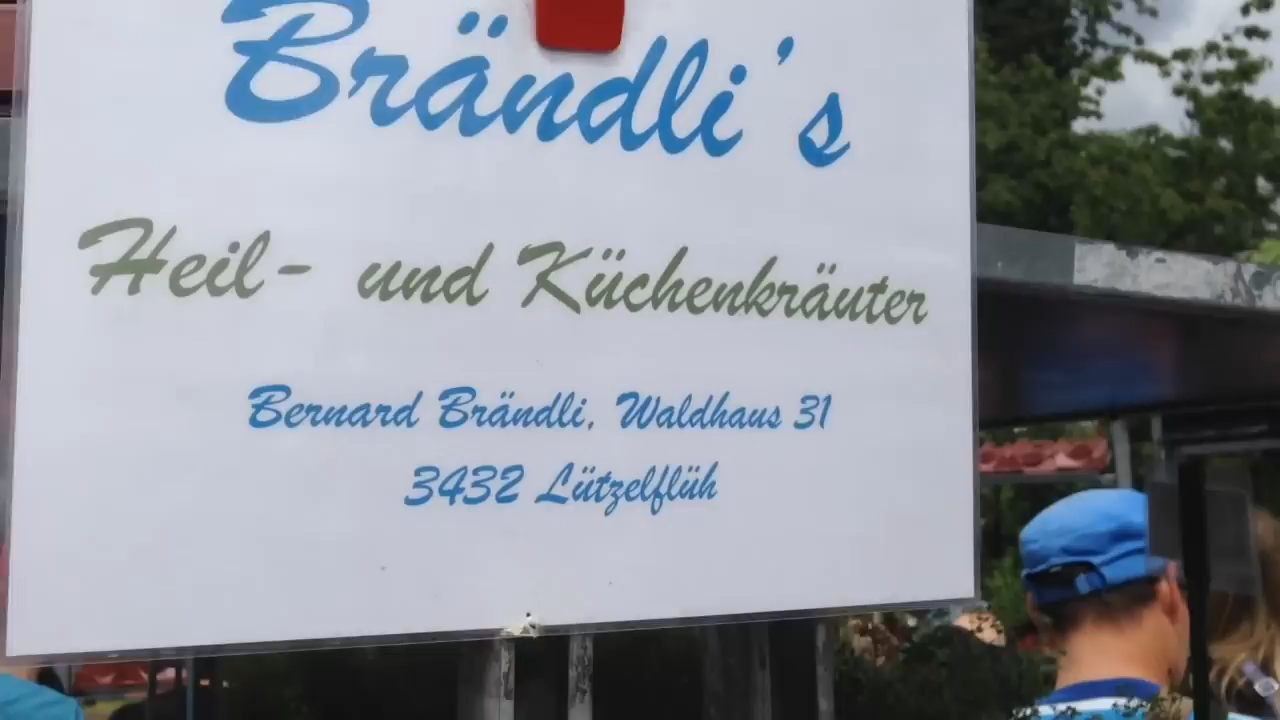 Brändli's
Heil- und Küchenkräuter
Bernard Brändli, Waldhaus 31
3432 Lützelflüh